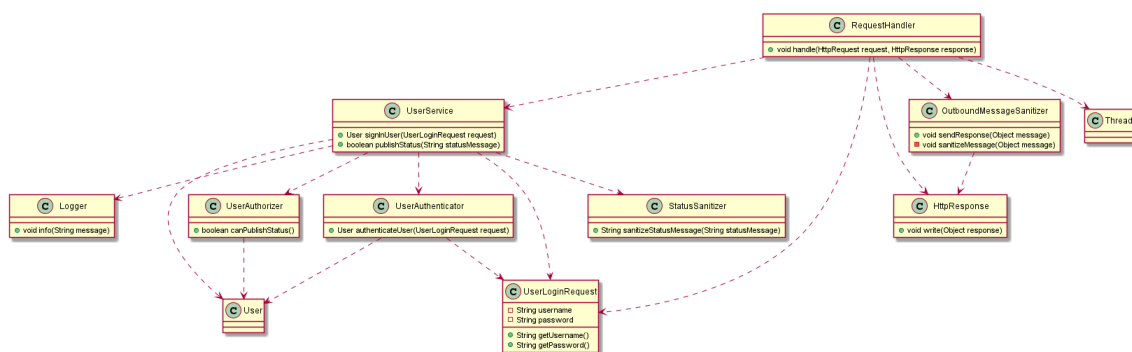 C RequestHandler
void handle(HttpRequest request, HttpResponse response)
C UserService
User signInUser(UserLoginRequest request)
boolean publishStatus(String statusMessage)
C OutboundMessageSanitizer
void sendResponse(Object message)
void sanitizeMessage(Object message)
C Thread
C Logger
void info(String message)
C UserAuthorizer
boolean canPublishStatus()
C UserAuthenticator
User authenticateUser(UserLoginRequest request)
C StatusSanitizer
String sanitizeStatusMessage(String statusMessage)
C HttpResponse
void write(Object response)
C User
C UserLoginRequest
String username
String password
String getUsername()
String getPassword()